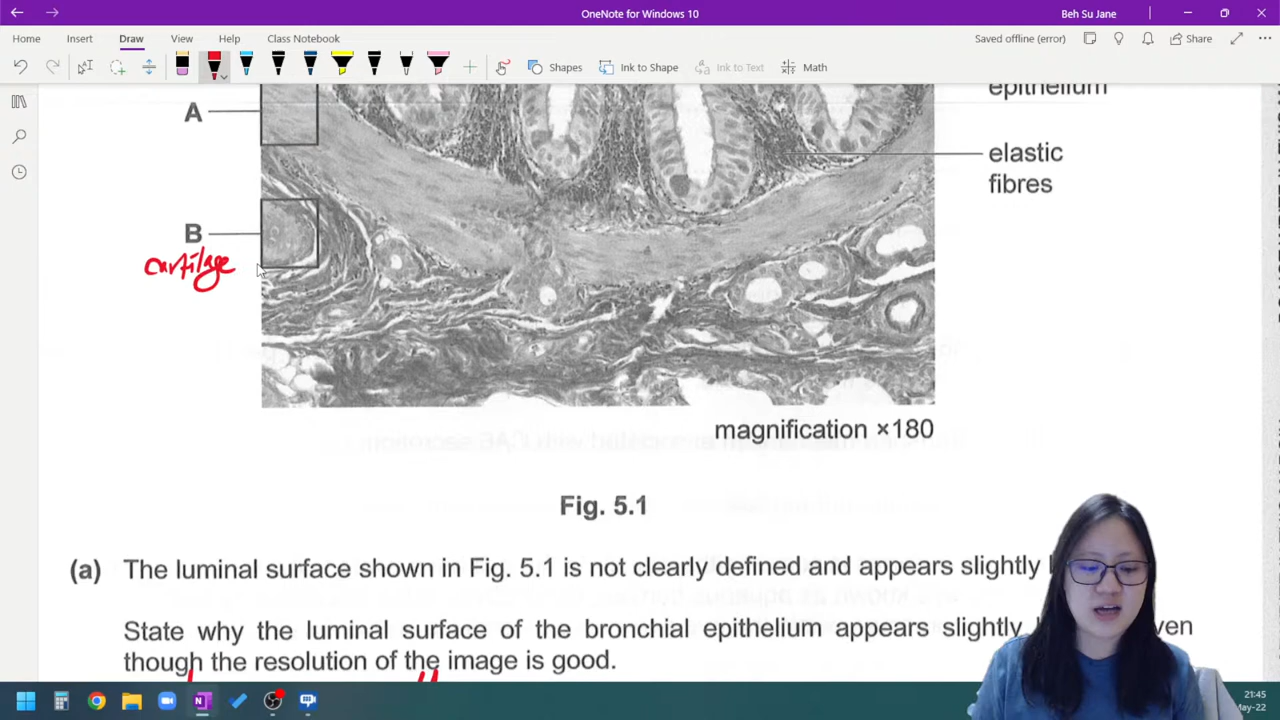 OneNote for Windows 10
Beh Su Jane
Home
Insert
Draw
View
Help
Class Notebook
Saved offline (error)
Share
Shapes
Ink to Shape
Ink to Text
Math
A
epithelium
elastic
fibres
B
cartilage
magnification ×180
Fig. 5.1
(a) The luminal surface shown in Fig. 5.1 is not clearly defined and appears slightly
State why the luminal surface of the bronchial epithelium appears slightly
though the resolution of the image is good.
21:45